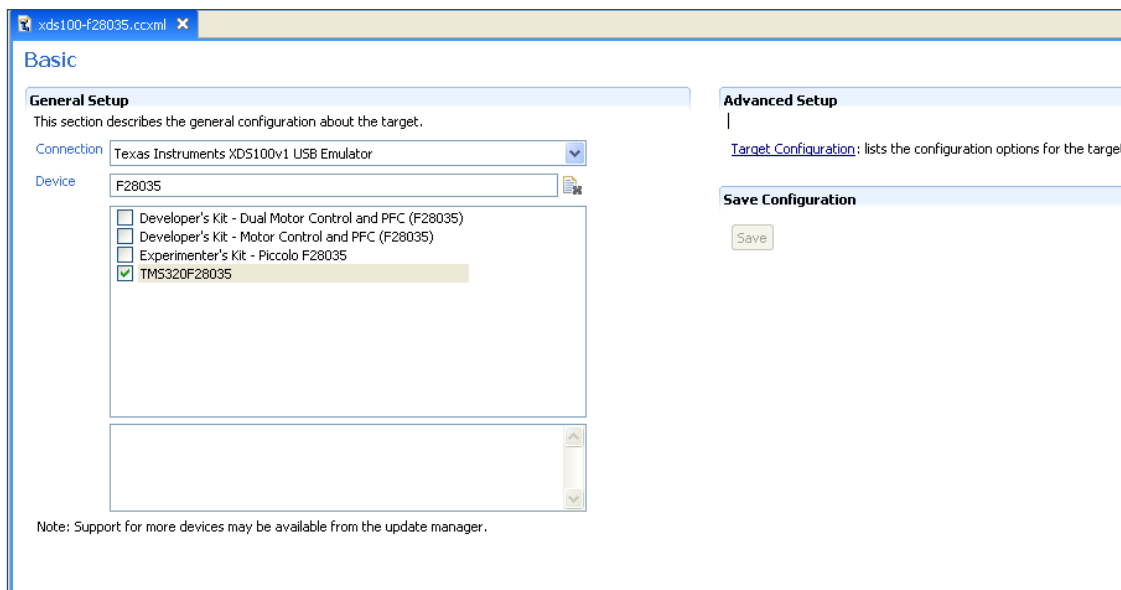 xds100-f28035.ccxml
Basic
General Setup
This section describes the general configuration about the target.
Connection Texas Instruments XDS100v1 USB Emulator
Device F28035
Developer's Kit - Dual Motor Control and PFC (F28035)
Developer's Kit - Motor Control and PFC (F28035)
Experimenter's Kit - Piccolo F28035
TMS320F28035
Note: Support for more devices may be available from the update manager.
Advanced Setup
Target Configuration: lists the configuration options for the target
Save Configuration
Save